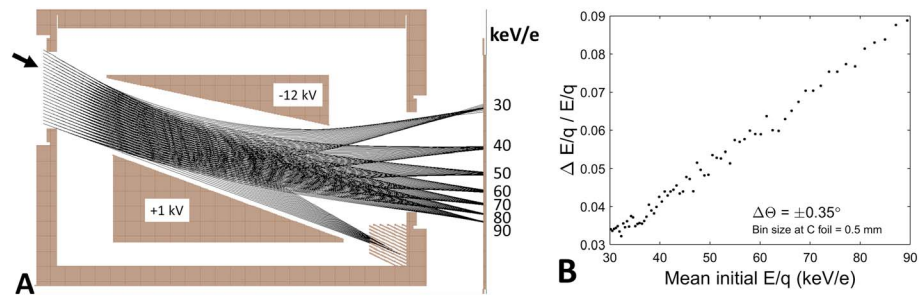 keV/e
-12 kV
30
40
50
+1 kV
60
70
80
90
A
Δ E/q / E/q
0.09
0.08
0.07
0.06
0.05
0.04
0.03
ΔΘ = ±0.35°
Bin size at C foil = 0.5 mm
30 40 50 60 70 80 90
Mean initial E/q (keV/e)
B